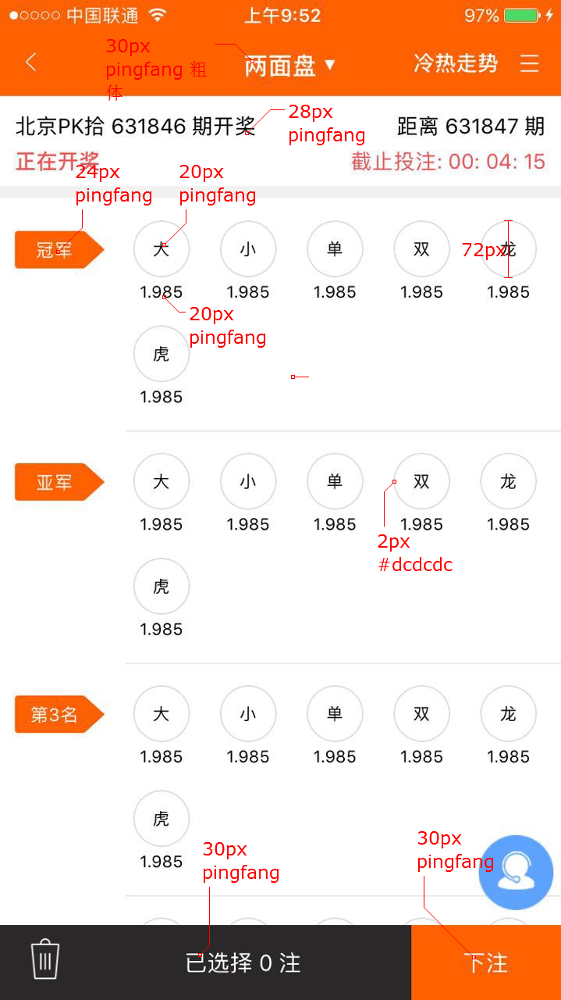 中国联通 上午9:52 97%
30px
pingfang 粗
体
两面盘 冷热走势
北京PK拾 631846 期开奖 距离 631847 期
28px
pingfang
正在开奖 截止投注: 00: 04: 15
24px
pingfang
20px
pingfang
冠军 大 小 单 双 龙
72px
1.985 1.985 1.985 1.985 1.985
20px
pingfang
虎
1.985
亚军 大 小 单 双 龙
1.985 1.985 1.985 1.985 1.985
2px
#dcdcdc
虎
1.985
第3名 大 小 单 双 龙
1.985 1.985 1.985 1.985 1.985
虎
1.985
30px
pingfang
30px
pingfang
已选择 0 注 下注